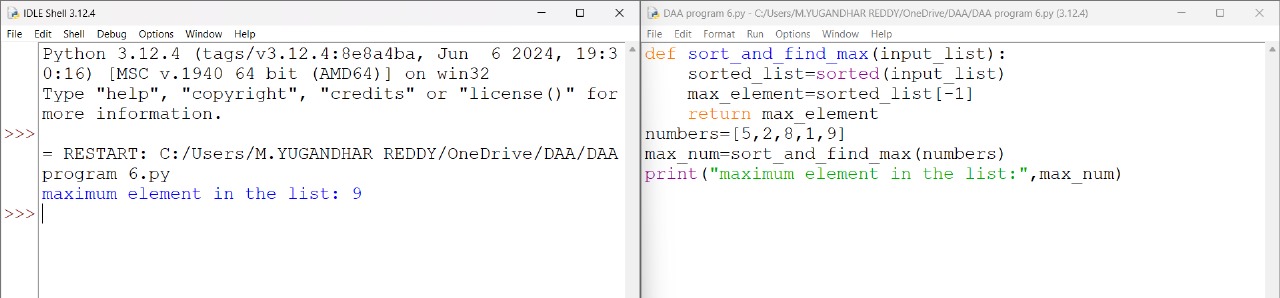 IDLE Shell 3.12.4
File Edit Shell Debug Options Window Help
Python 3.12.4 (tags/v3.12.4:8e8a4ba, Jun  6 2024, 19:3
0:16) [MSC v.1940 64 bit (AMD64)] on win32
Type "help", "copyright", "credits" or "license()" for
more information.
>>>
= RESTART: C:/Users/M.YUGANDHAR REDDY/OneDrive/DAA/DAA
program 6.py
maximum element in the list: 9
>>>
DAA program 6.py - C:/Users/M.YUGANDHAR REDDY/OneDrive/DAA/DAA program 6.py (3.12.4)
File Edit Format Run Options Window Help
def sort_and_find_max(input_list):
    sorted_list=sorted(input_list)
    max_element=sorted_list[-1]
    return max_element
numbers=[5,2,8,1,9]
max_num=sort_and_find_max(numbers)
print("maximum element in the list:",max_num)